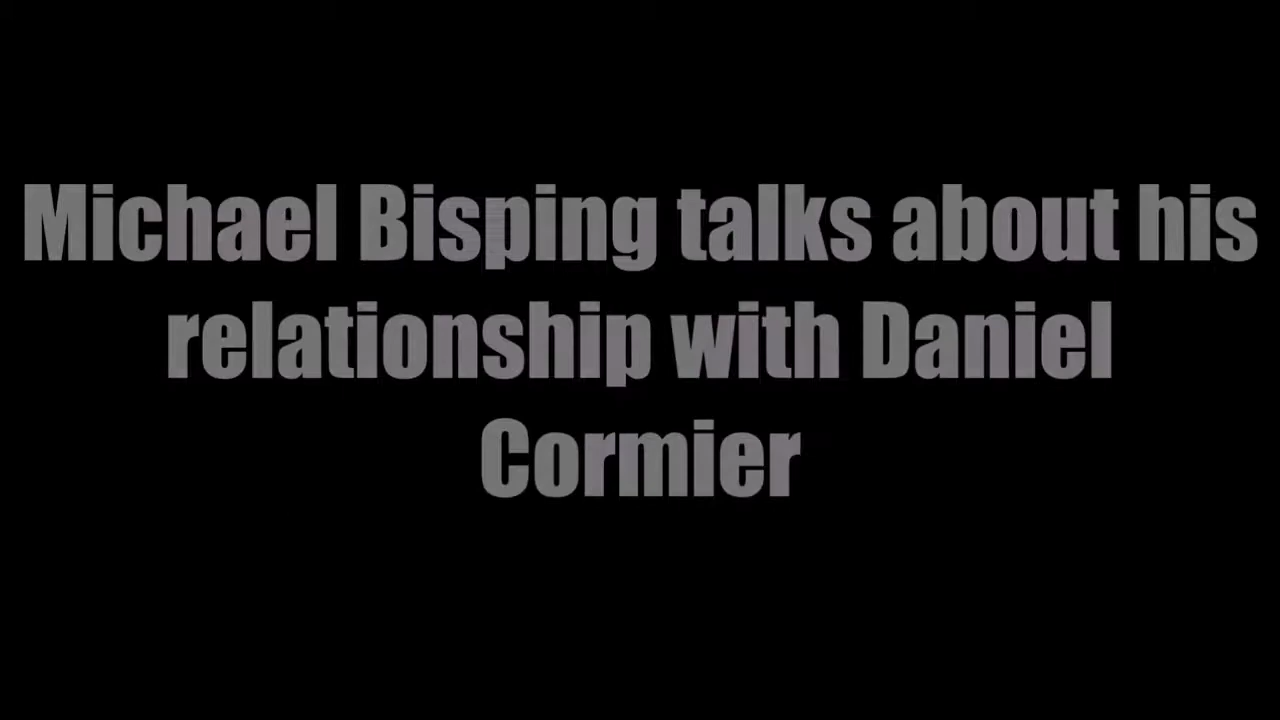 Michael Bisping talks about his
relationship with Daniel
Cormier